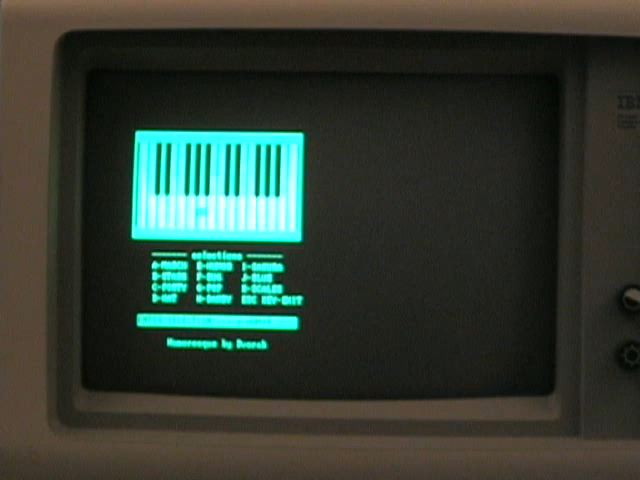 selections
A-MARCH E-HUMOR I-SAKURA
B-STARS F-BUG J-BLUE
C-FORTY G-POP K-SCALES
D-HAT H-DANDY ESC KEY-EXIT
Humoresque by Dvorak
IBM